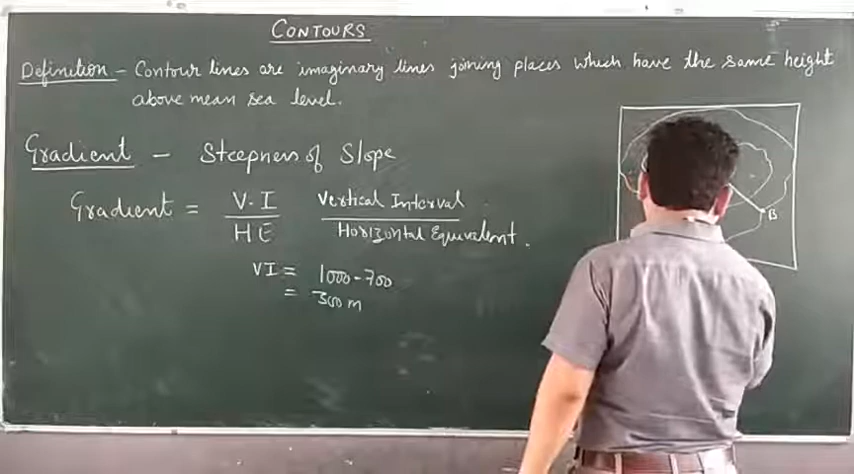 CONTOURS
Definition - Contour lines are imaginary lines joining places which have the same height
above mean sea level.
Gradient - Steepness of Slope
Gradient = V.I / HE Vertical Interval / Horizontal Equivalent.
VI = 1000-700
= 300 m
B